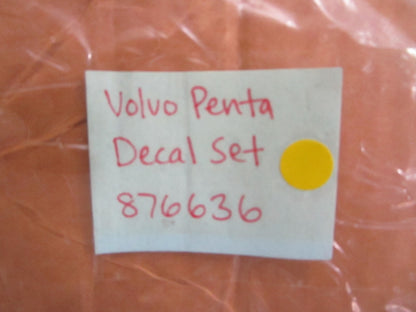 Volvo Penta
Decal Set
876636